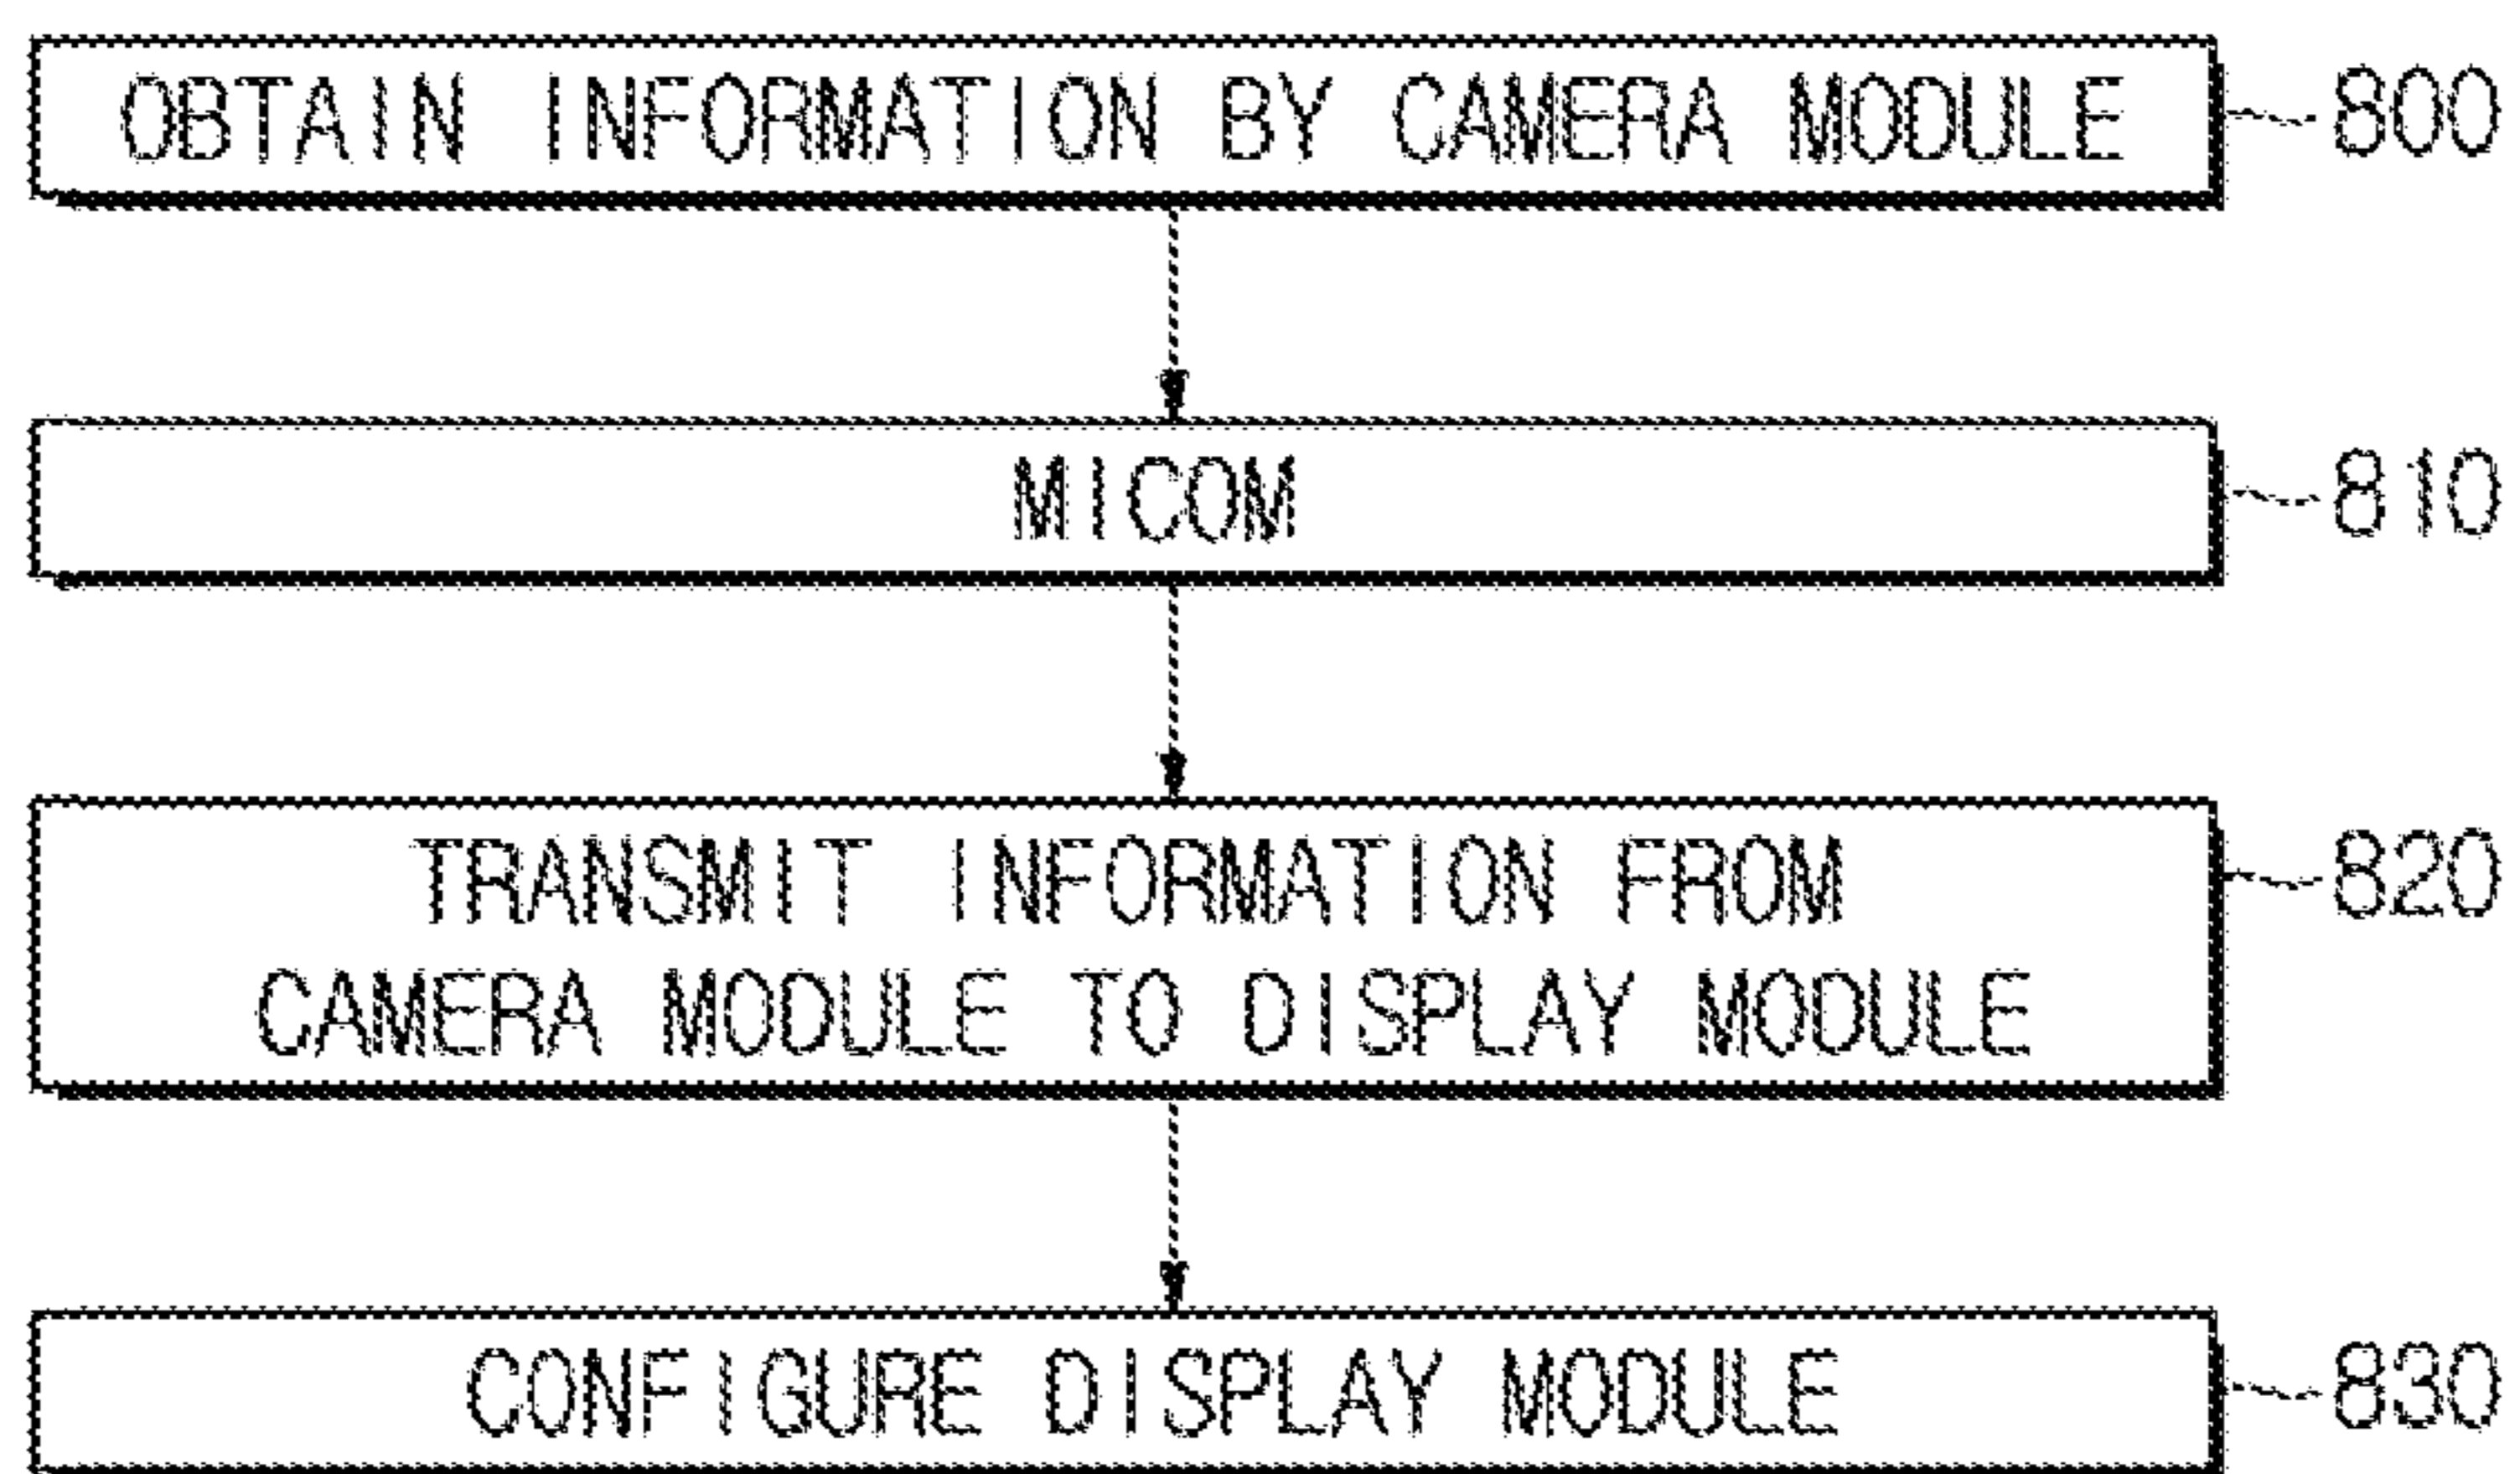 OBTAIN INFORMATION BY CAMERA MODULE 800
MICOM 810
TRANSMIT INFORMATION FROM 820
CAMERA MODULE TO DISPLAY MODULE
CONFIGURE DISPLAY MODULE 830